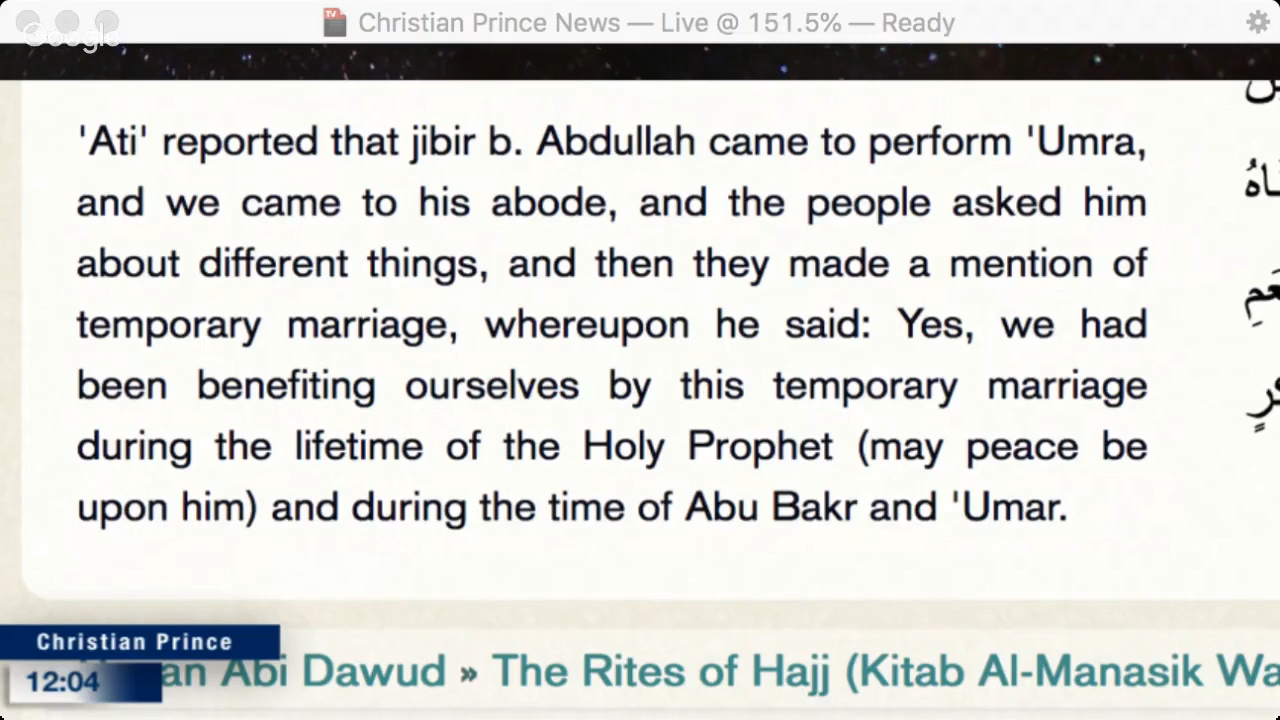 Christian Prince News — Live @ 151.5% — Ready
Google
'Ati' reported that jibir b. Abdullah came to perform 'Umra,
and we came to his abode, and the people asked him
about different things, and then they made a mention of
temporary marriage, whereupon he said: Yes, we had
been benefiting ourselves by this temporary marriage
during the lifetime of the Holy Prophet (may peace be
upon him) and during the time of Abu Bakr and 'Umar.
Christian Prince
12:04
Abi Dawud » The Rites of Hajj (Kitab Al-Manasik Wa